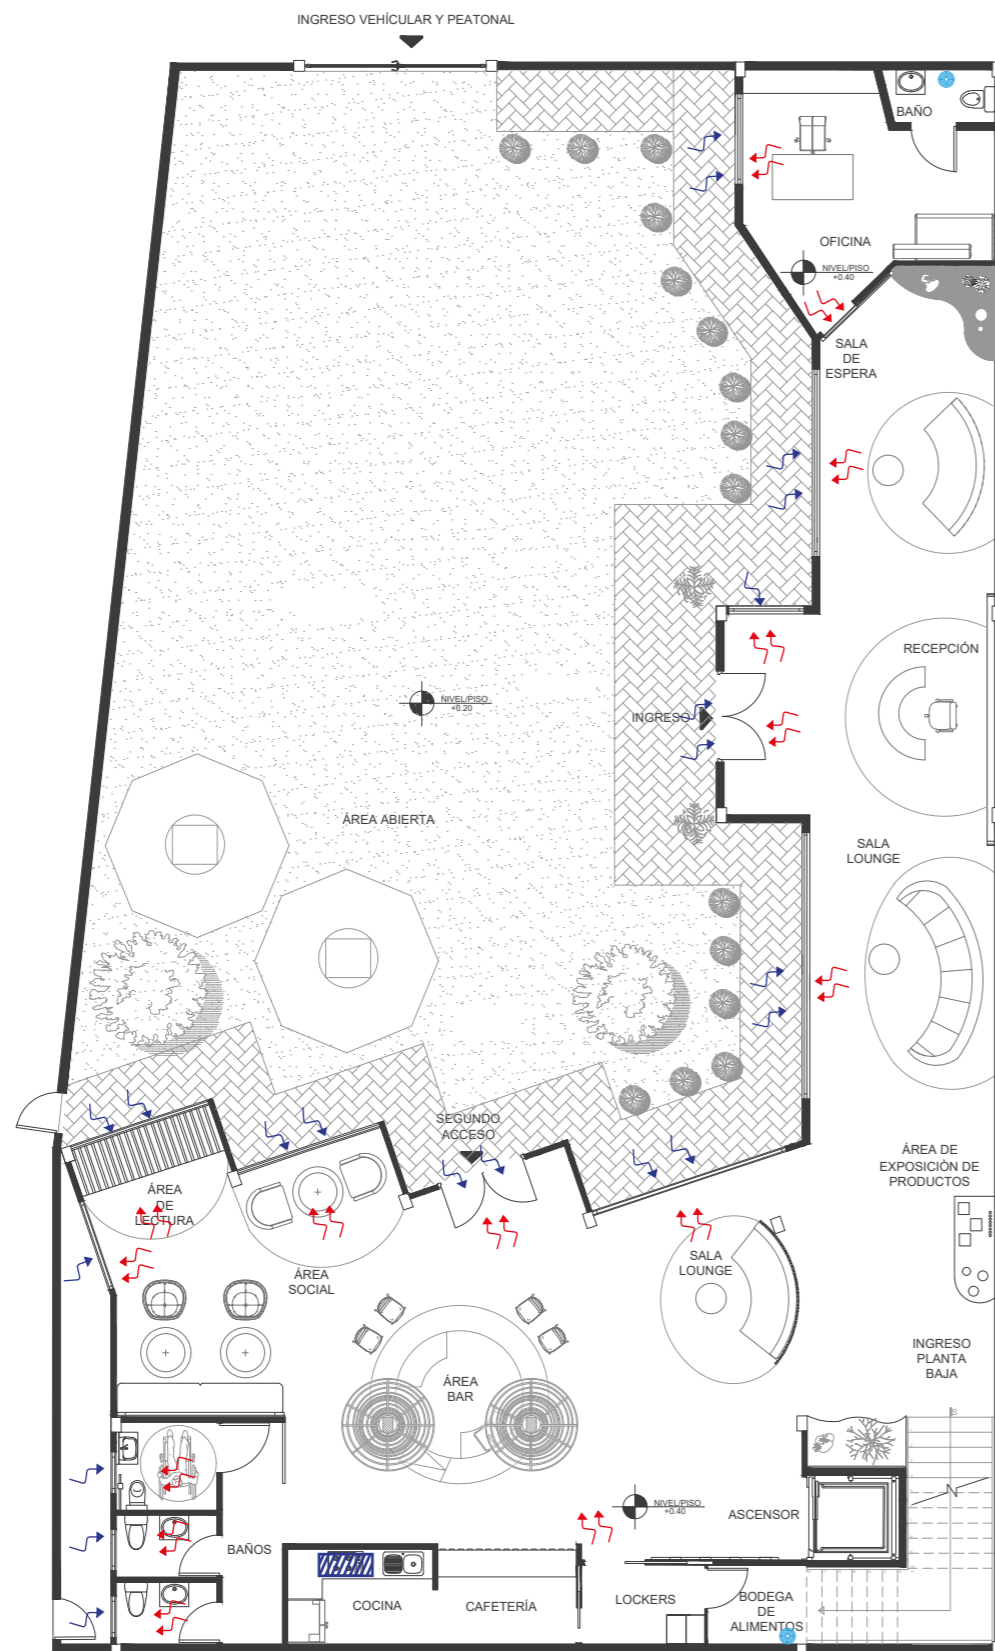 INGRESO VEHÍCULAR Y PEATONAL
BAÑO
OFICINA
NIVEL/PISO
+0.40
SALA
DE
ESPERA
RECEPCIÓN
NIVEL/PISO
+0.20
INGRESO
ÁREA ABIERTA
SALA
LOUNGE
SEGUNDO
ACCESO
ÁREA DE
EXPOSICIÒN DE
PRODUCTOS
ÁREA
DE
LECTURA
SALA
LOUNGE
ÁREA
SOCIAL
INGRESO
PLANTA
BAJA
ÁREA
BAR
S
N
NIVEL/PISO
+0.40
ASCENSOR
BAÑOS
COCINA
CAFETERÍA
LOCKERS
BODEGA
DE
ALIMENTOS